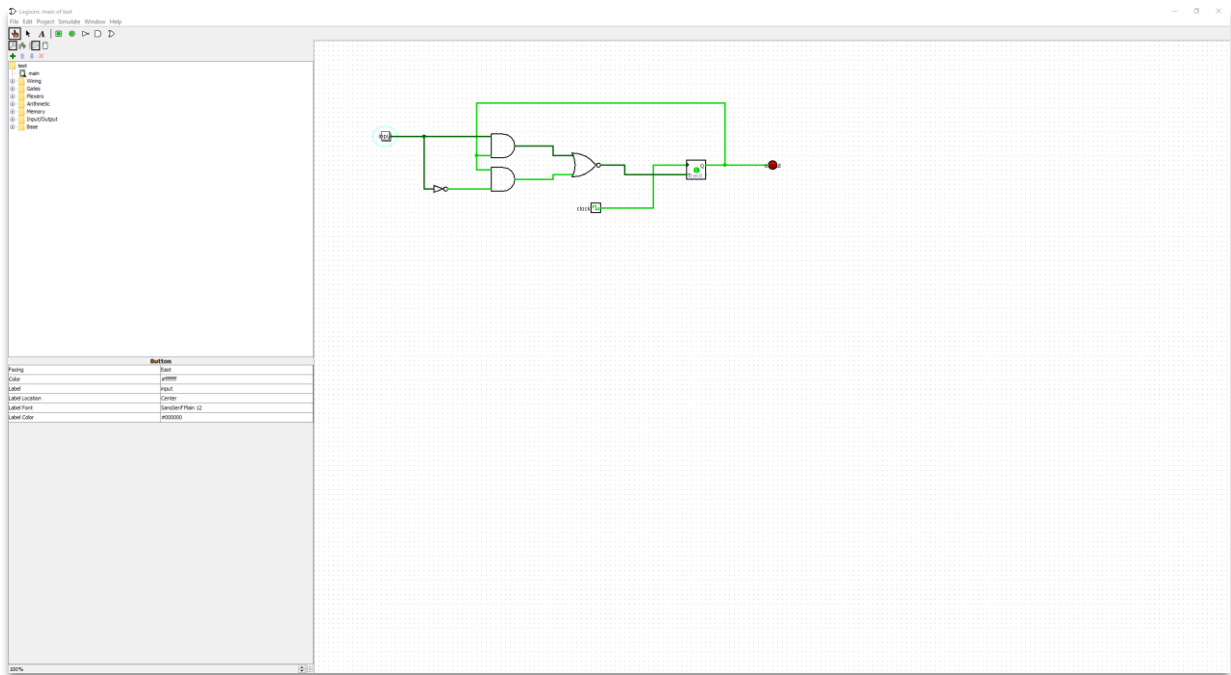 Logisim: main of test
File Edit Project Simulate Window Help
A
test
main
Wiring
Gates
Plexers
Arithmetic
Memory
Input/Output
Base
Button
Facing East
Color #ffffff
Label input
Label Location Center
Label Font SansSerif Plain 12
Label Color #000000
100%
input
Q
clock